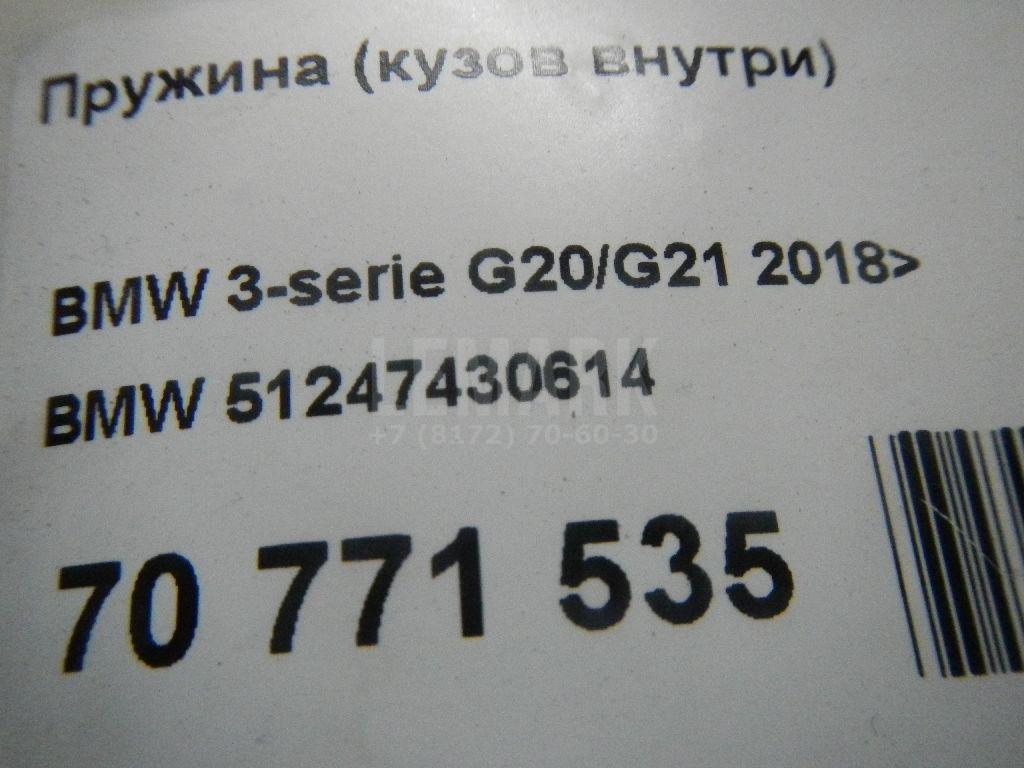 Пружина (кузов внутри)
BMW 3-serie G20/G21 2018>
LEMARK
BMW 51247430614
+7 (8172) 70-60-30
70 771 535